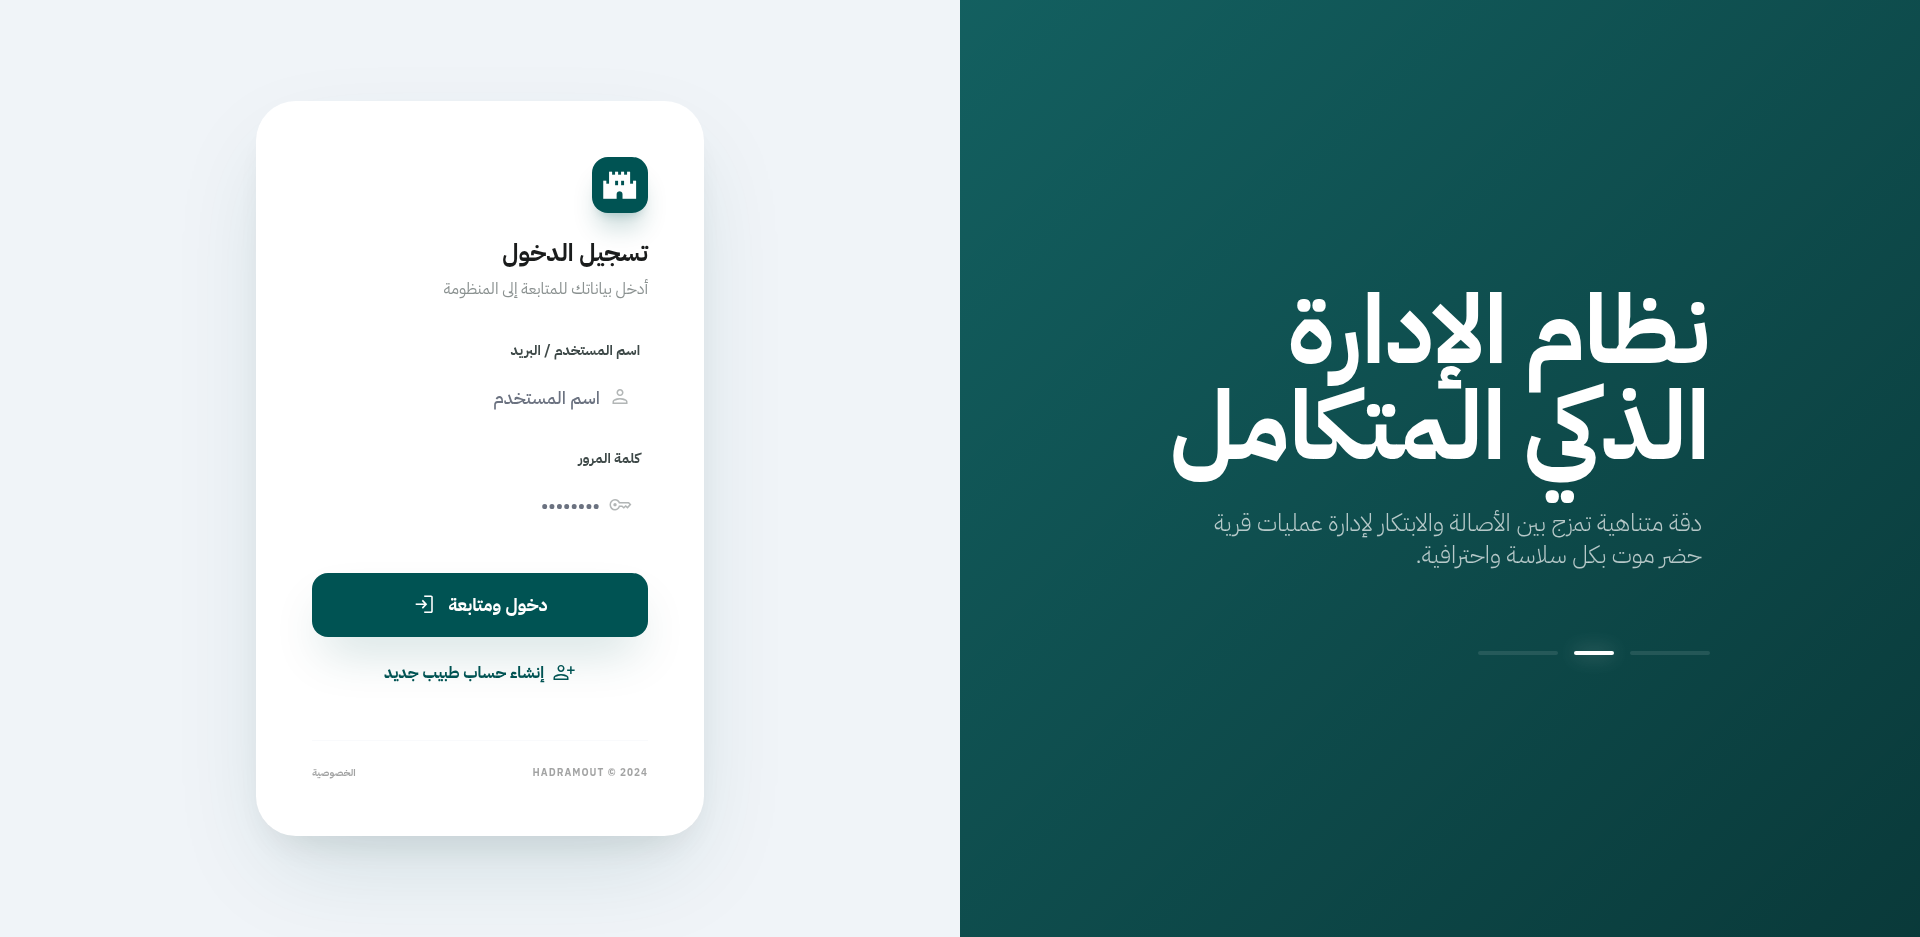 نظام الإدارة
الذكي المتكامل
دقة متناهية تمزج بين الأصالة والابتكار لإدارة عمليات قرية
حضر موت بكل سلاسة واحترافية.
تسجيل الدخول
أدخل بياناتك للمتابعة إلى المنظومة
اسم المستخدم / البريد
اسم المستخدم
كلمة المرور
••••••••
دخول ومتابعة
إنشاء حساب طبيب جديد
HADRAMOUT © 2024
الخصوصية